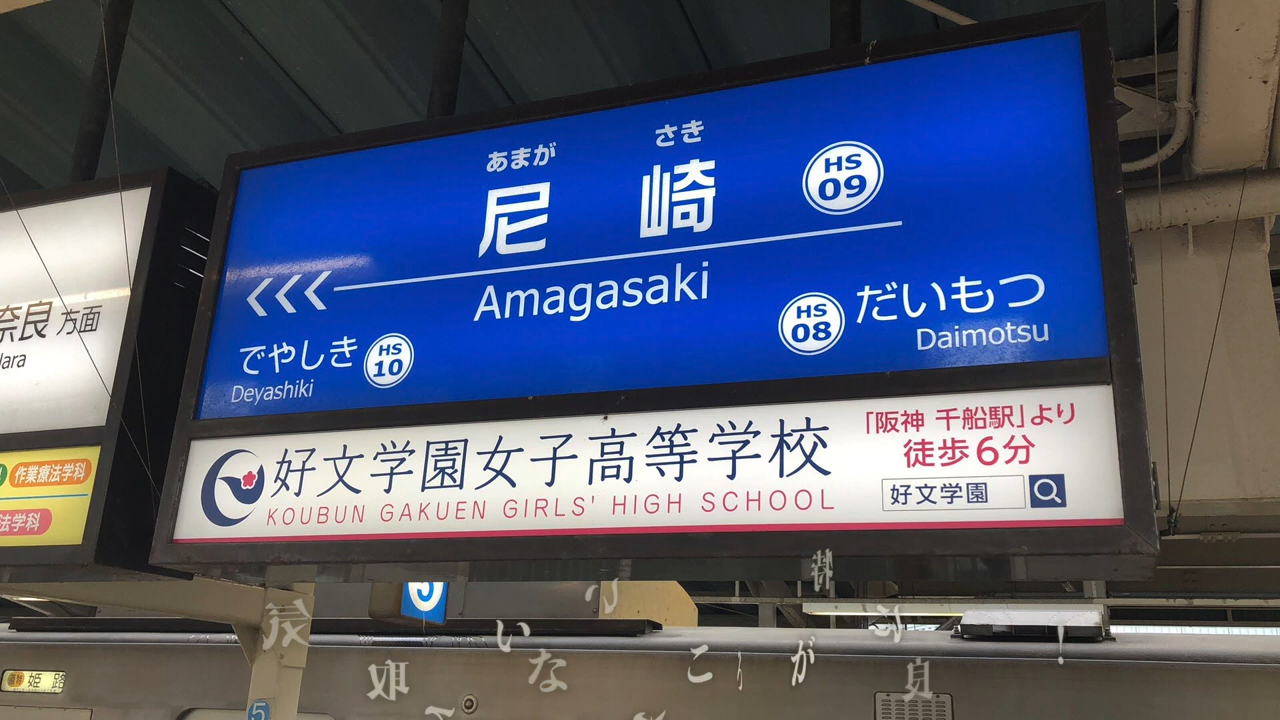 あまが さき
尼 崎
HS
09
Amagasaki
でやしき
HS
10
Deyashiki
HS
08
だいもつ
Daimotsu
好文学園女子高等学校
KOUBUN GAKUEN GIRLS' HIGH SCHOOL
「阪神 千船駅」より
徒歩6分
好文学園
奈良 方面
作業療法学科
法学科
5
姫路
5